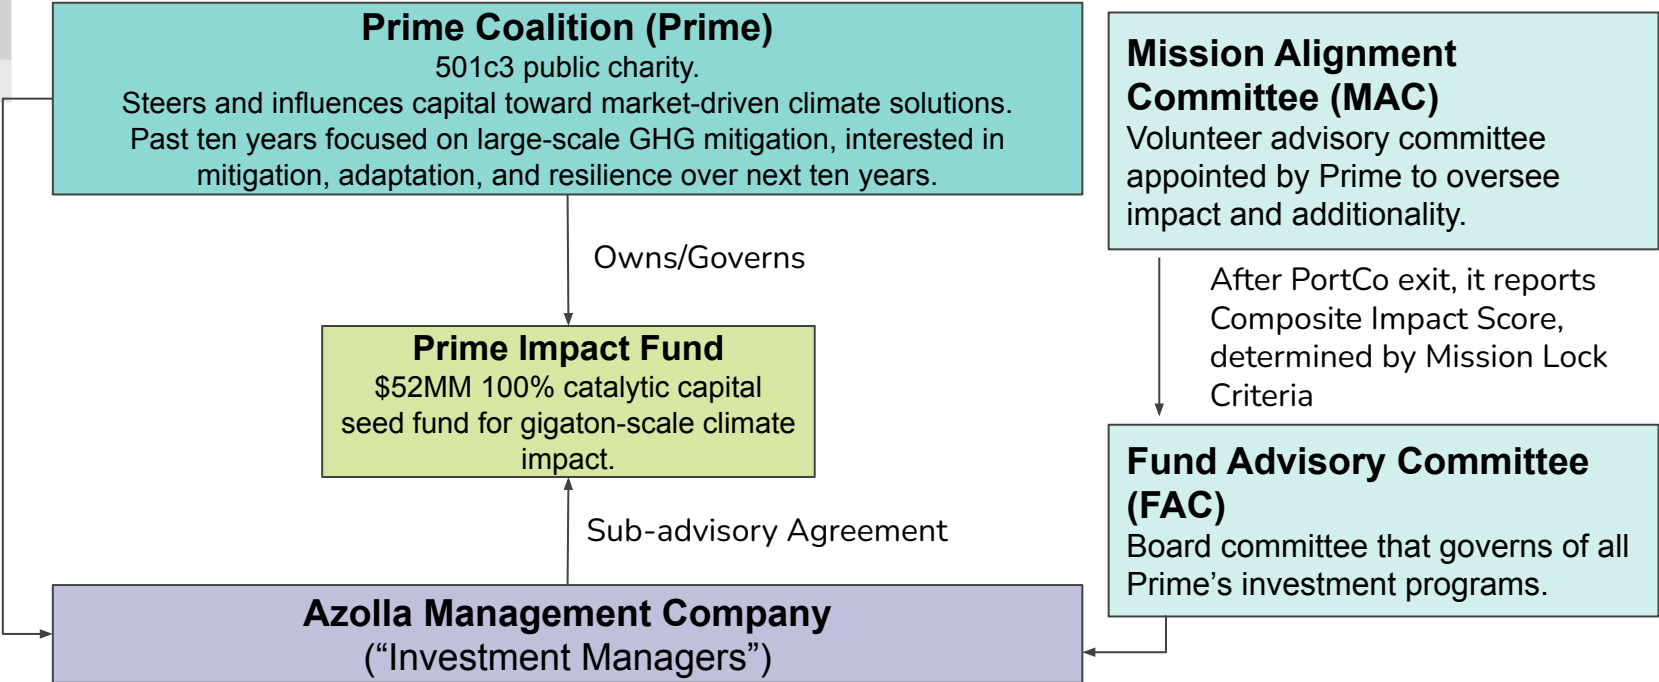 Prime Coalition (Prime)
501c3 public charity.
Steers and influences capital toward market-driven climate solutions.
Past ten years focused on large-scale GHG mitigation, interested in
mitigation, adaptation, and resilience over next ten years.
Owns/Governs
Prime Impact Fund
$52MM 100% catalytic capital
seed fund for gigaton-scale climate
impact.
Sub-advisory Agreement
Azolla Management Company
(“Investment Managers”)
Mission Alignment
Committee (MAC)
Volunteer advisory committee
appointed by Prime to oversee
impact and additionality.
After PortCo exit, it reports
Composite Impact Score,
determined by Mission Lock
Criteria
Fund Advisory Committee
(FAC)
Board committee that governs of all
Prime’s investment programs.